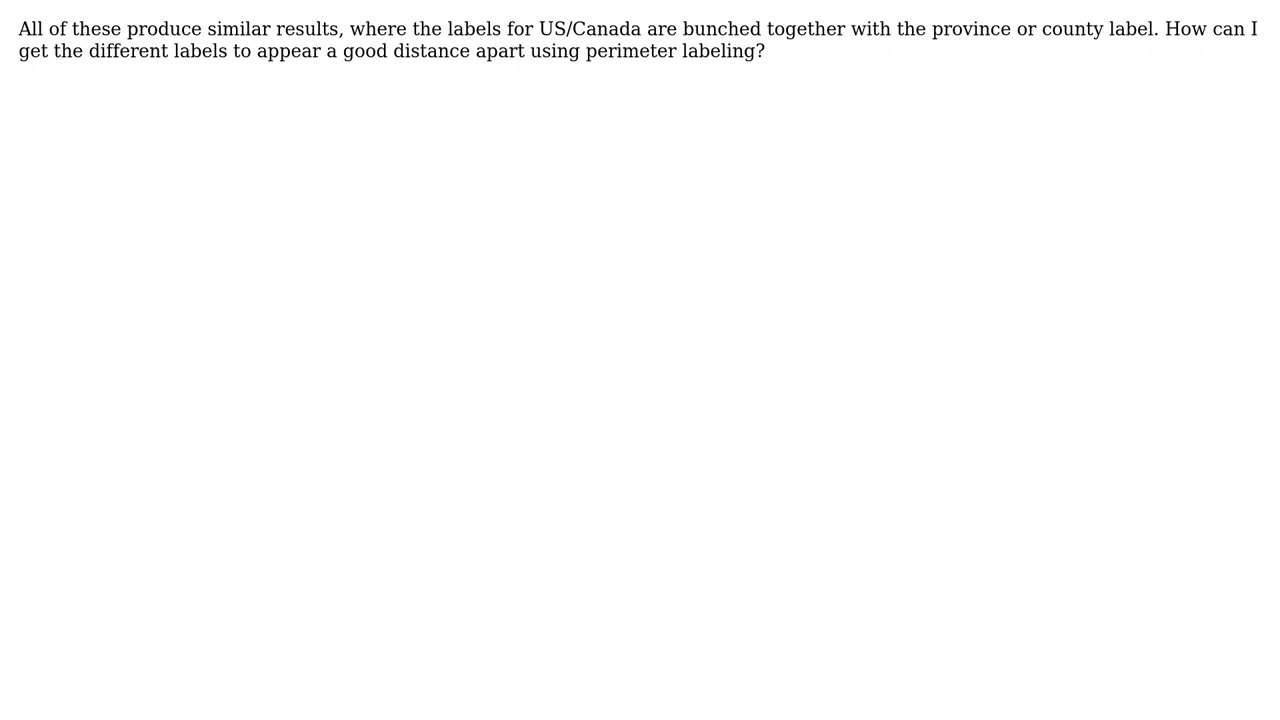 All of these produce similar results, where the labels for US/Canada are bunched together with the province or county label. How can I
get the different labels to appear a good distance apart using perimeter labeling?